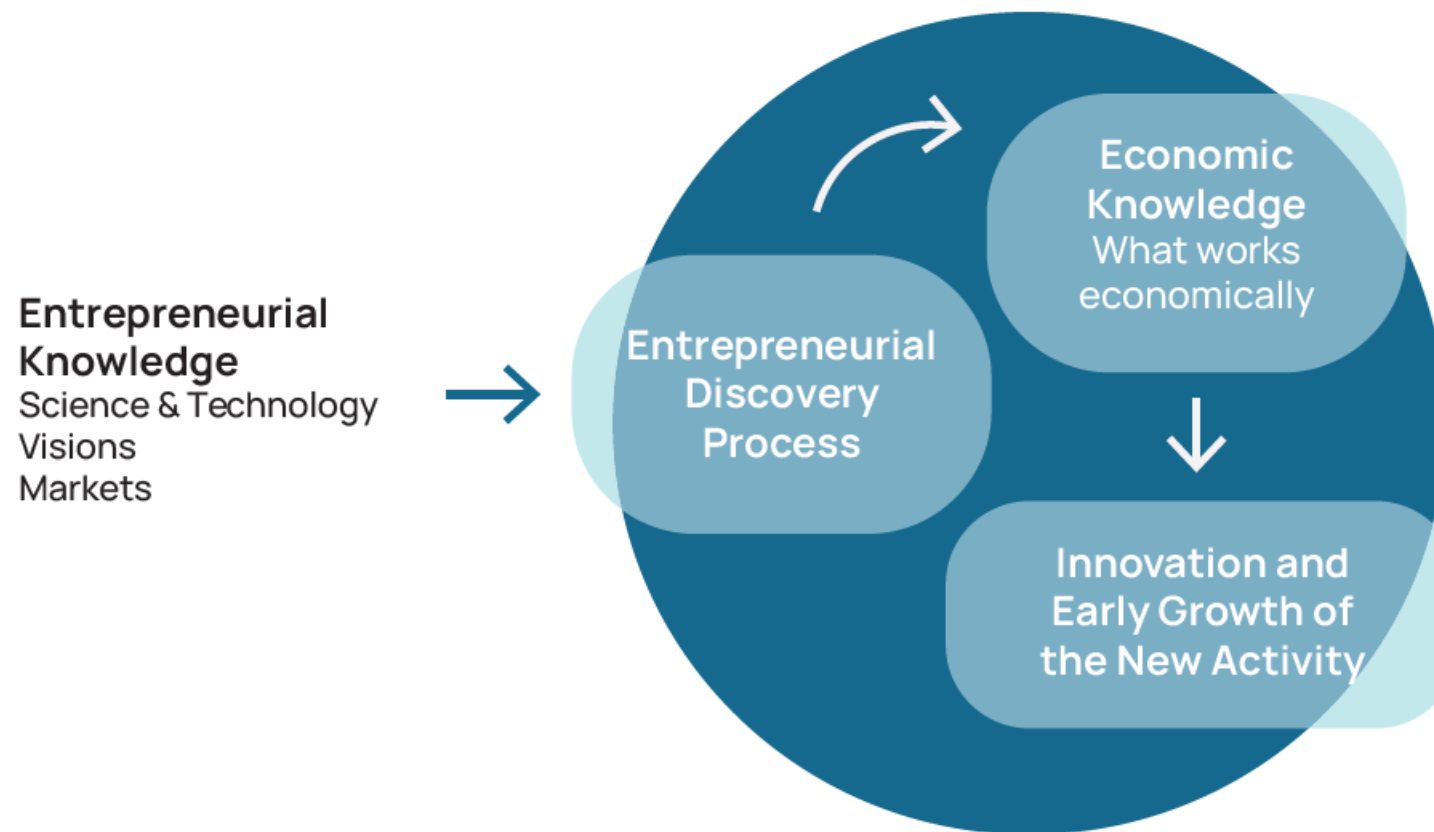 Entrepreneurial
Knowledge
Science & Technology
Visions
Markets
Entrepreneurial
Discovery
Process
Economic
Knowledge
What works
economically
Innovation and
Early Growth of
the New Activity